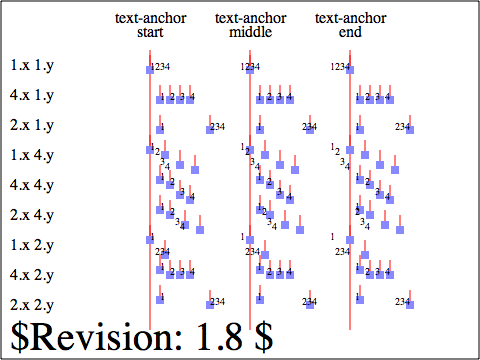 text-anchor text-anchor text-anchor
start middle end
1.x 1.y 1234 1234 1234
4.x 1.y 1 2 3 4 1 2 3 4 1 2 3 4
2.x 1.y 1 234 1 234 1 234
1.x 4.y 1 2 3 4 1 2 3 4 1 2 3 4
4.x 4.y 1 2 3 4 1 2 3 4 1 2 3 4
2.x 4.y 1 2 3 4 1 2 3 4 1 2 3 4
1.x 2.y 1 234 1 234 1 234
4.x 2.y 1 2 3 4 1 2 3 4 1 2 3 4
2.x 2.y 1 234 1 234 1 234
$Revision: 1.8 $